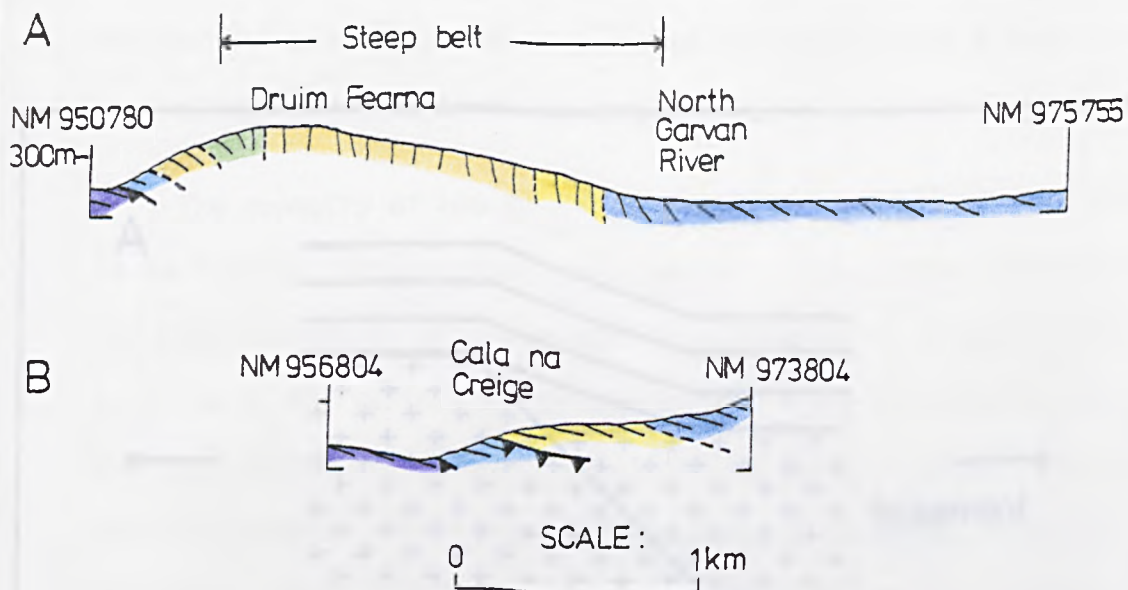 A
Steep belt
Druim Fearna
NM 950780
300m
North
Garvan
River
NM 975755
B
NM 956804
Cala na
Creige
NM 973804
SCALE:
0
1km